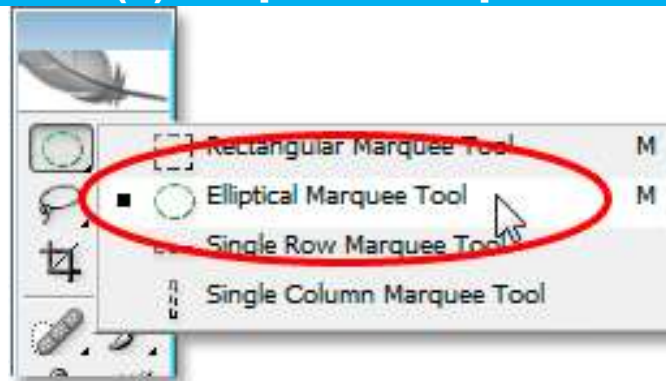 Rectangular Marquee Tool M
Elliptical Marquee Tool M
Single Row Marquee Tool
Single Column Marquee Tool